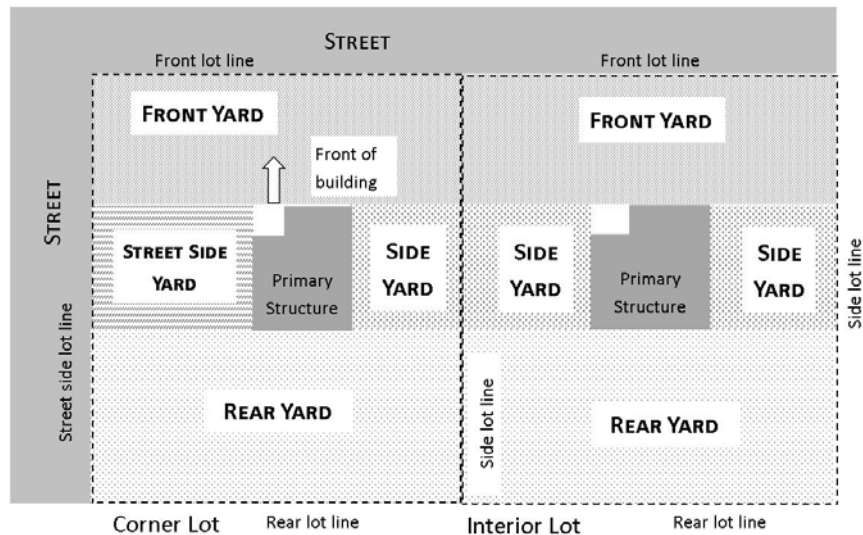 STREET
Front lot line
Front lot line
FRONT YARD
FRONT YARD
Front of
building
STREET
STREET SIDE
YARD
Primary
Structure
SIDE
YARD
SIDE
YARD
Primary
Structure
SIDE
YARD
Side lot line
Street side lot line
REAR YARD
Side lot line
REAR YARD
Corner Lot
Rear lot line
Interior Lot
Rear lot line